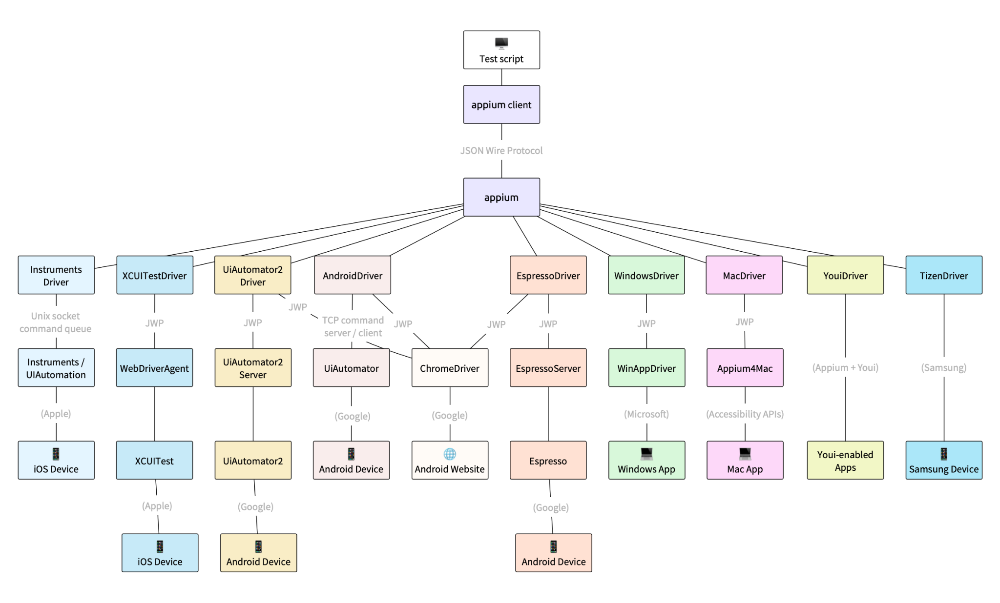 Test script
appium client
JSON Wire Protocol
appium
Instruments
Driver
XCUITestDriver
UiAutomator2
Driver
AndroidDriver
EspressoDriver
WindowsDriver
MacDriver
YouiDriver
TizenDriver
Unix socket
command queue
JWP
JWP
JWP
TCP command
server / client
JWP
JWP
JWP
JWP
JWP
Instruments /
UIAutomation
WebDriverAgent
UiAutomator2
Server
UiAutomator
ChromeDriver
EspressoServer
WinAppDriver
Appium4Mac
(Appium + Youi)
(Samsung)
(Apple)
(Google)
(Google)
(Microsoft)
(Accessibility APIs)
iOS Device
XCUITest
UiAutomator2
Android Device
Android Website
Espresso
Windows App
Mac App
Youi-enabled
Apps
Samsung Device
(Apple)
(Google)
(Google)
iOS Device
Android Device
Android Device